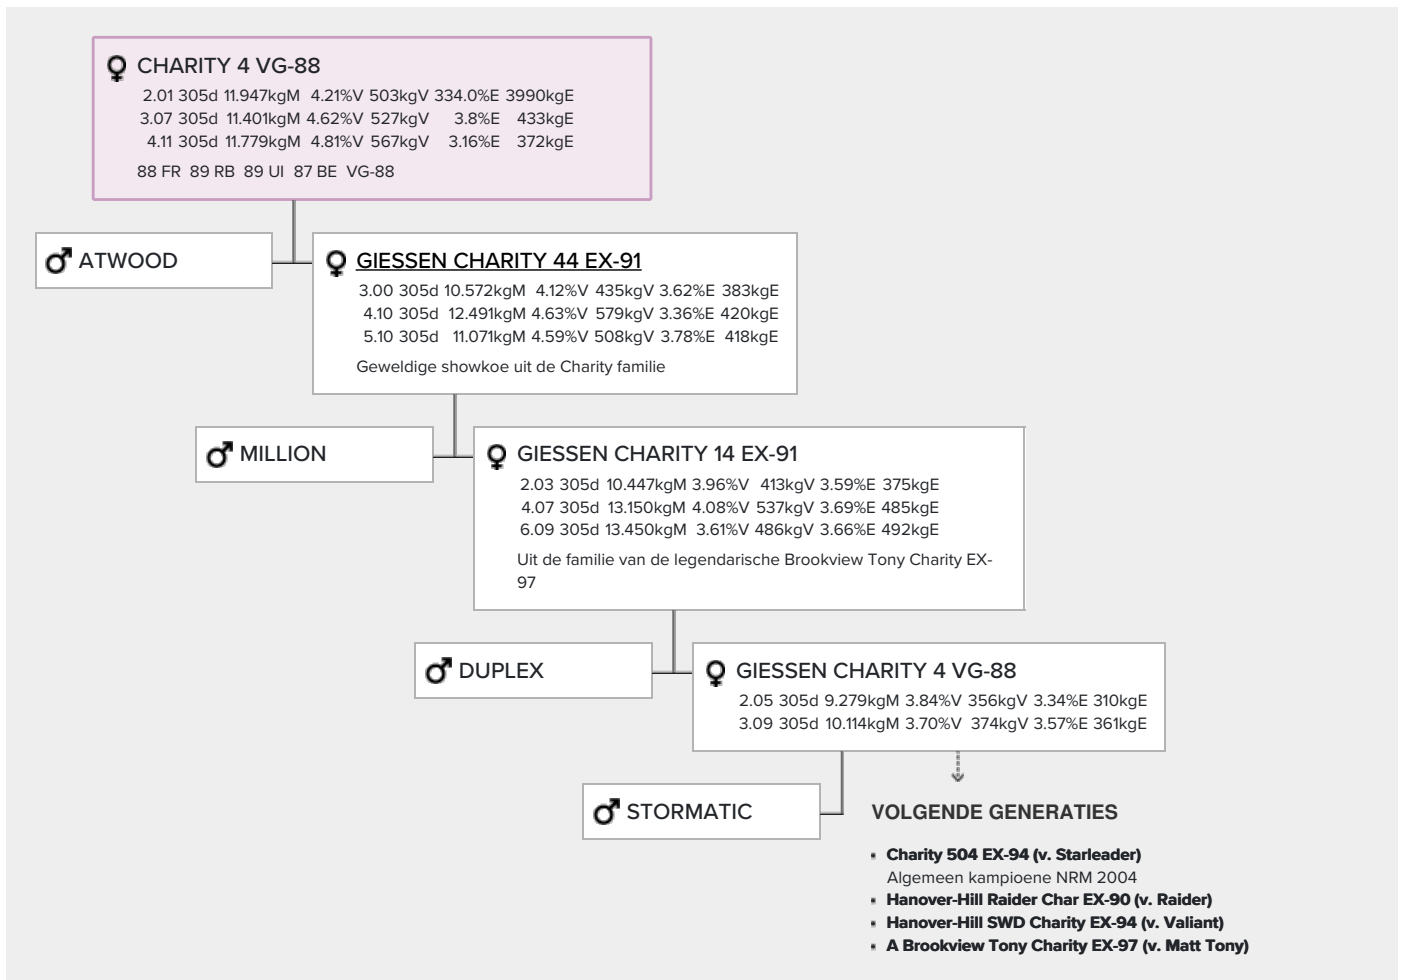 CHARITY 4 VG-88
2.01 305d 11.947kgM 4.21%V 503kgV 334.0%E 3990kgE
3.07 305d 11.401kgM 4.62%V 527kgV 3.8%E 433kgE
4.11 305d 11.779kgM 4.81%V 567kgV 3.16%E 372kgE
88 FR 89 RB 89 UI 87 BE VG-88
ATWOOD
GIESSEN CHARITY 44 EX-91
3.00 305d 10.572kgM 4.12%V 435kgV 3.62%E 383kgE
4.10 305d 12.491kgM 4.63%V 579kgV 3.36%E 420kgE
5.10 305d 11.071kgM 4.59%V 508kgV 3.78%E 418kgE
Geweldige showkoe uit de Charity familie
MILLION
GIESSEN CHARITY 14 EX-91
2.03 305d 10.447kgM 3.96%V 413kgV 3.59%E 375kgE
4.07 305d 13.150kgM 4.08%V 537kgV 3.69%E 485kgE
6.09 305d 13.450kgM 3.61%V 486kgV 3.66%E 492kgE
Uit de familie van de legendarische Brookview Tony Charity EX-
97
DUPLEX
GIESSEN CHARITY 4 VG-88
2.05 305d 9.279kgM 3.84%V 356kgV 3.34%E 310kgE
3.09 305d 10.114kgM 3.70%V 374kgV 3.57%E 361kgE
STORMATIC
VOLGENDE GENERATIES
Charity 504 EX-94 (v. Starleader)
Algemeen kampioene NRM 2004
Hanover-Hill Raider Char EX-90 (v. Raider)
Hanover-Hill SWD Charity EX-94 (v. Valiant)
A Brookview Tony Charity EX-97 (v. Matt Tony)